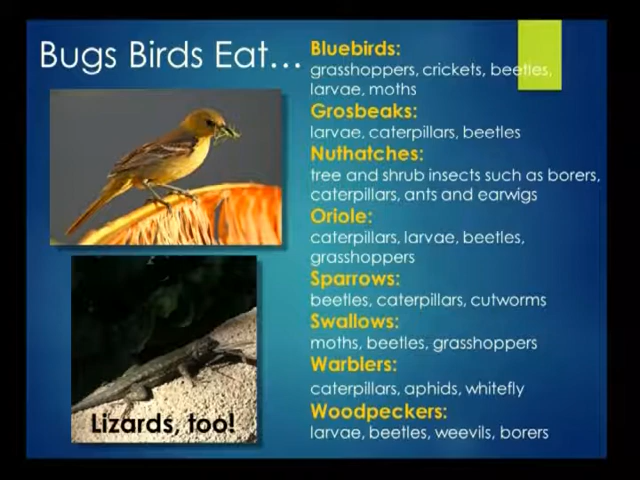 Bugs Birds Eat...
Bluebirds:
grasshoppers, crickets, beetles,
larvae, moths
Grosbeaks:
larvae, caterpillars, beetles
Nuthatches:
tree and shrub insects such as borers,
caterpillars, ants and earwigs
Oriole:
caterpillars, larvae, beetles,
grasshoppers
Sparrows:
beetles, caterpillars, cutworms
Swallows:
moths, beetles, grasshoppers
Warblers:
caterpillars, aphids, whitefly
Woodpeckers:
larvae, beetles, weevils, borers
Lizards, too!